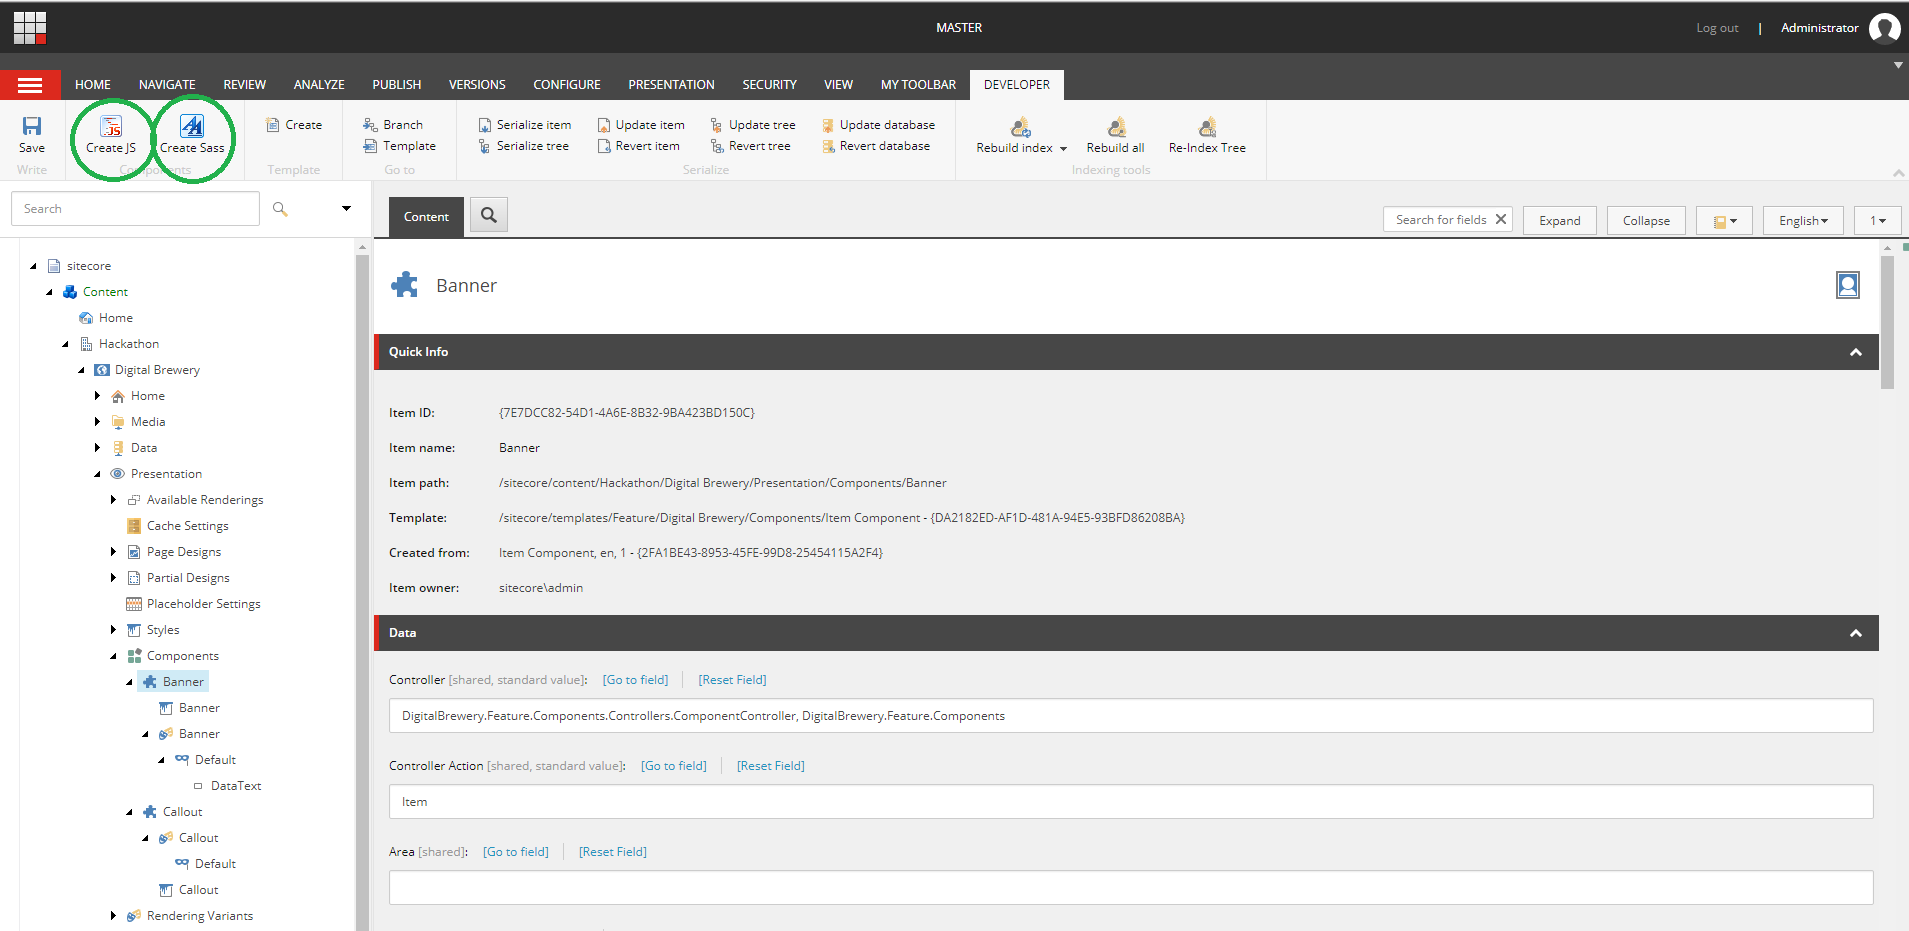 MASTER
Log out | Administrator
HOME NAVIGATE REVIEW ANALYZE PUBLISH VERSIONS CONFIGURE PRESENTATION SECURITY VIEW MY TOOLBAR DEVELOPER
Save
Write
Create JS
Create Sass
Components
Create
Template
Branch
Template
Go to
Serialize item
Serialize tree
Update item
Revert item
Update tree
Revert tree
Update database
Revert database
Serialize
Rebuild index
Rebuild all
Re-Index Tree
Indexing tools
Search
sitecore
Content
Home
Hackathon
Digital Brewery
Home
Media
Data
Presentation
Available Renderings
Cache Settings
Page Designs
Partial Designs
Placeholder Settings
Styles
Components
Banner
Banner
Banner
Default
DataText
Callout
Callout
Default
Callout
Rendering Variants
Content
Search for fields
Expand
Collapse
English
1
Banner
Quick Info
Item ID: {7E7DCC82-54D1-4A6E-8B32-9BA423BD150C}
Item name: Banner
Item path: /sitecore/content/Hackathon/Digital Brewery/Presentation/Components/Banner
Template: /sitecore/templates/Feature/Digital Brewery/Components/Item Component - {DA2182ED-AF1D-481A-94E5-93BFD86208BA}
Created from: Item Component, en, 1 - {2FA1BE43-8953-45FE-99D8-25454115A2F4}
Item owner: sitecore\admin
Data
Controller [shared, standard value]: [Go to field] [Reset Field]
DigitalBrewery.Feature.Components.Controllers.ComponentController, DigitalBrewery.Feature.Components
Controller Action [shared, standard value]: [Go to field] [Reset Field]
Item
Area [shared]: [Go to field] [Reset Field]